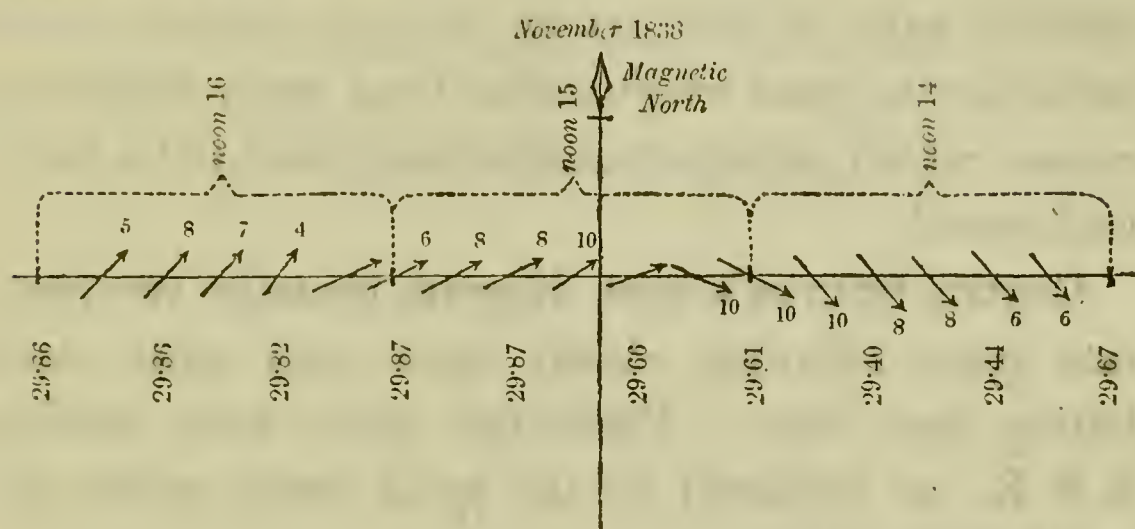 November 1838
Magnetic
North
noon 16
noon 15
noon 14
5 8 7 4 6 8 8 10
10 10 10 8 8 6 6
29·86 29·86 29·82 29·87 29·87 29·66 29·61 29·40 29·44 29·67